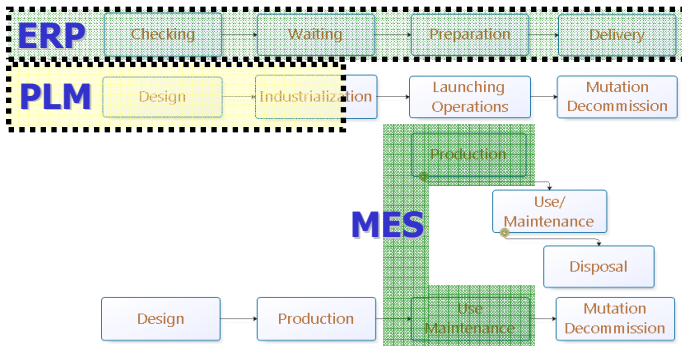 ERP
Checking
Waiting
Preparation
Delivery
PLM
Design
Industrialization
Launching
Operations
Mutation
Decommission
Production
MES
Use/
Maintenance
Disposal
Design
Production
Use
Maintenance
Mutation
Decommission